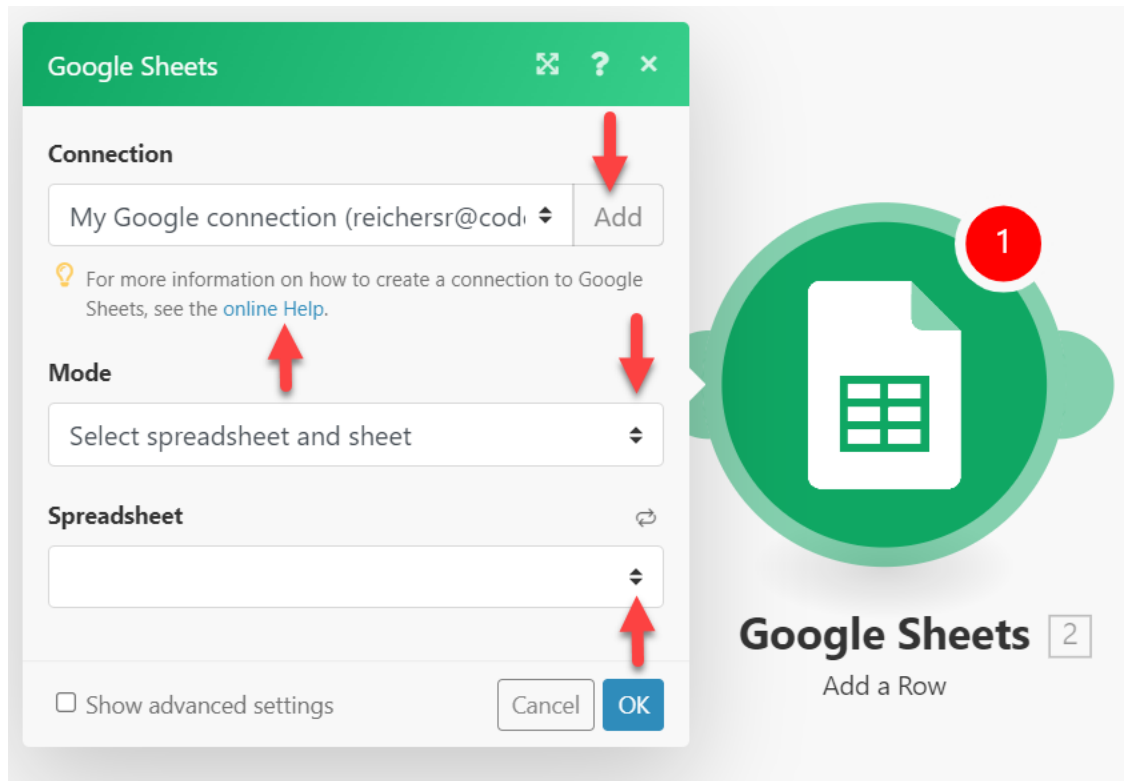 Google Sheets
?
Connection
My Google connection (reichersr@cod
Add
For more information on how to create a connection to Google
Sheets, see the online Help.
Mode
Select spreadsheet and sheet
Spreadsheet
Show advanced settings
Cancel
OK
1
Google Sheets 2
Add a Row